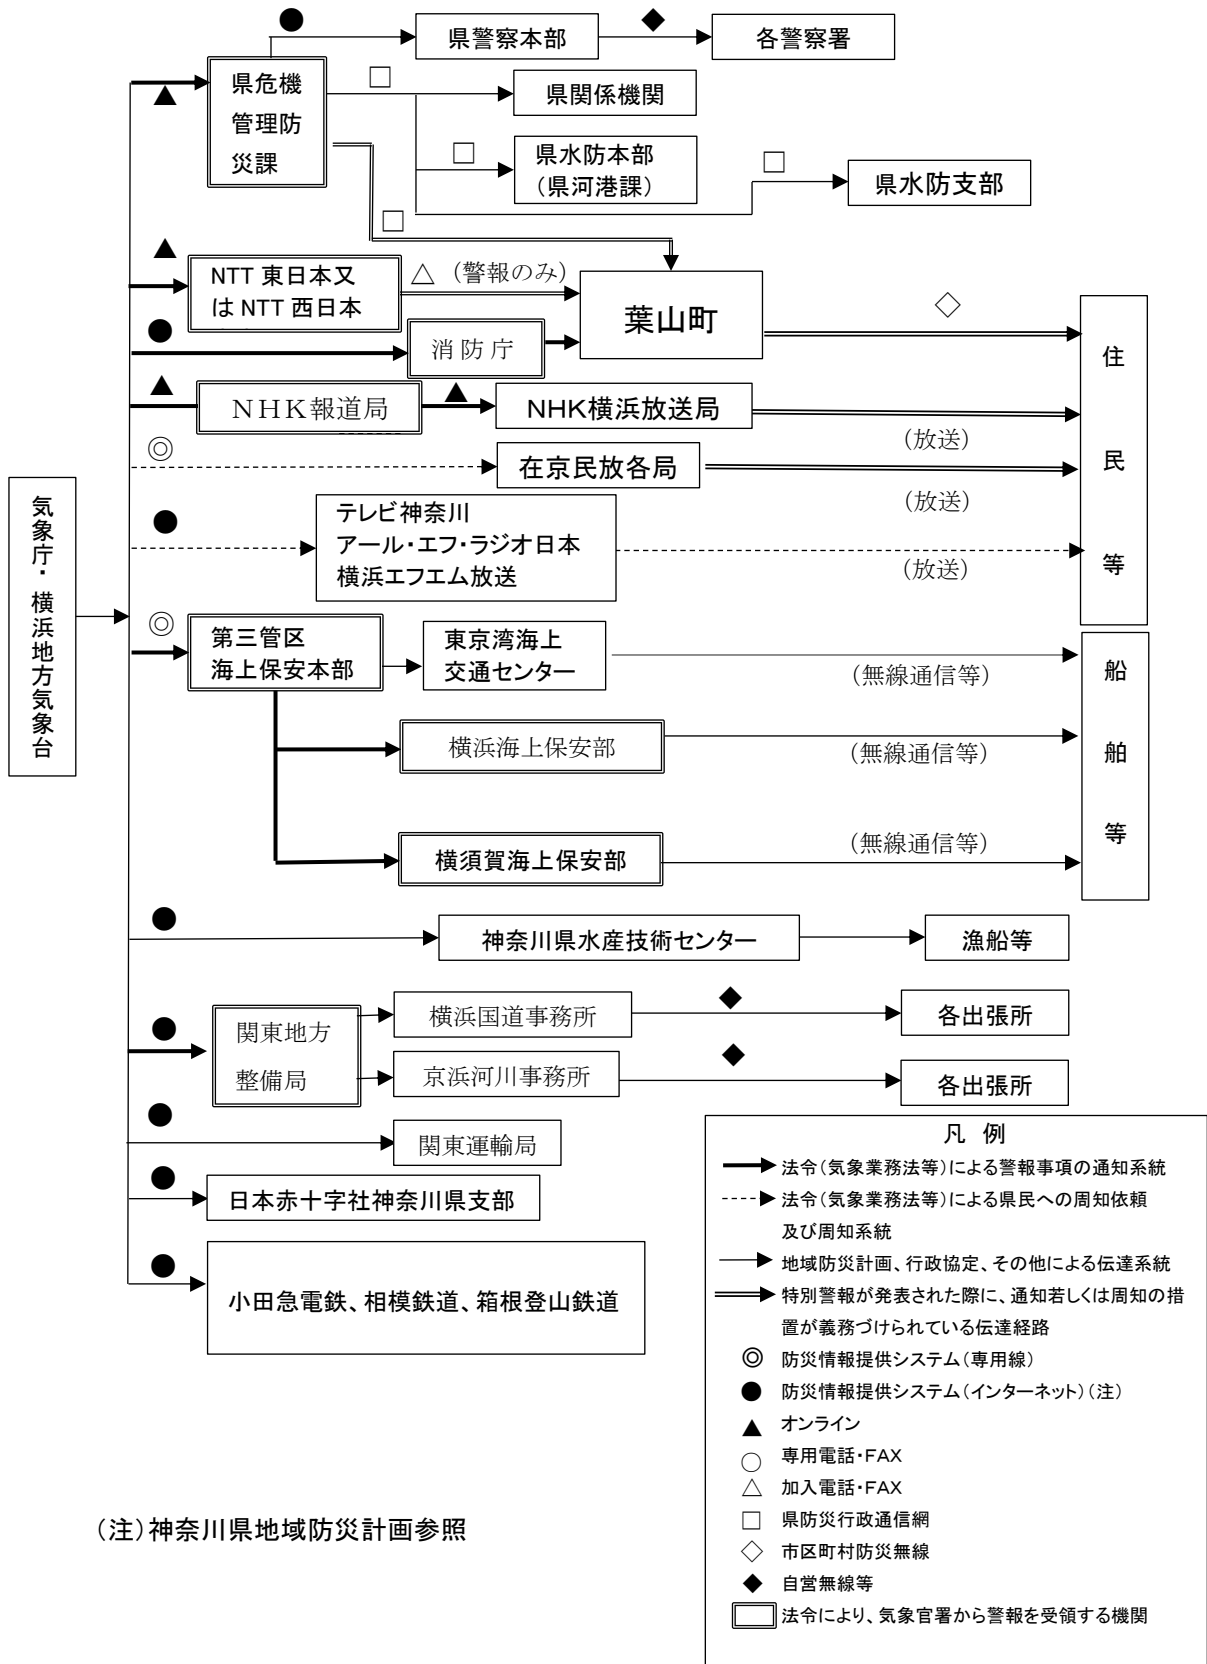 県警察本部
各警察署
県危機
管理防
災課
県関係機関
県水防本部
（県河港課）
県水防支部
NTT 東日本又
は NTT 西日本
（警報のみ）
葉山町
消防庁
ＮＨＫ報道局
NHK横浜放送局
（放送）
在京民放各局
（放送）
テレビ神奈川
アール・エフ・ラジオ日本
横浜エフエム放送
（放送）
住民等
気象庁・横浜地方気象台
第三管区
海上保安本部
東京湾海上
交通センター
（無線通信等）
横浜海上保安部
（無線通信等）
横須賀海上保安部
（無線通信等）
船舶等
神奈川県水産技術センター
漁船等
関東地方
整備局
横浜国道事務所
各出張所
京浜河川事務所
各出張所
関東運輸局
日本赤十字社神奈川県支部
小田急電鉄、相模鉄道、箱根登山鉄道
凡 例
法令（気象業務法等）による警報事項の通知系統
法令（気象業務法等）による県民への周知依頼
及び周知系統
地域防災計画、行政協定、その他による伝達系統
特別警報が発表された際に、通知若しくは周知の措
置が義務づけられている伝達経路
◎ 防災情報提供システム（専用線）
● 防災情報提供システム（インターネット）（注）
▲ オンライン
○ 専用電話・FAX
△ 加入電話・FAX
□ 県防災行政通信網
◇ 市区町村防災無線
◆ 自営無線等
法令により、気象官署から警報を受領する機関
（注）神奈川県地域防災計画参照